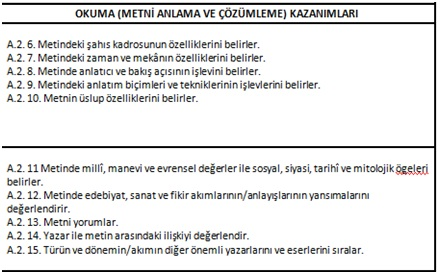 OKUMA (METNİ ANLAMA VE ÇÖZÜMLEME) KAZANIMLARI
A.2. 6. Metindeki şahıs kadrosunun özelliklerini belirler.
A.2. 7. Metindeki zaman ve mekânın özelliklerini belirler.
A.2. 8. Metinde anlatıcı ve bakış açısının işlevini belirler.
A.2. 9. Metindeki anlatım biçimleri ve tekniklerinin işlevlerini belirler.
A.2. 10. Metnin üslup özelliklerini belirler.
A.2. 11 Metinde millî, manevi ve evrensel değerler ile sosyal, siyasi, tarihî ve mitolojik ögeleri
belirler.
A.2. 12. Metinde edebiyat, sanat ve fikir akımlarının/anlayışlarının yansımalarını
değerlendirir.
A.2. 13. Metni yorumlar.
A.2. 14. Yazar ile metin arasındaki ilişkiyi değerlendir.
A.2. 15. Türün ve dönemin/akımın diğer önemli yazarlarını ve eserlerini sıralar.